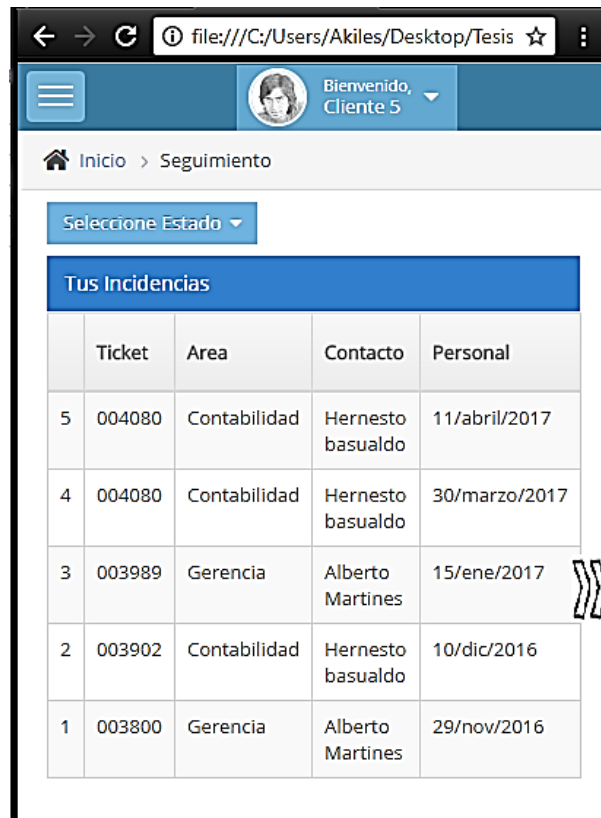 file:///C:/Users/Akiles/Desktop/Tesis
Bienvenido,
Cliente 5
Inicio > Seguimiento
Seleccione Estado
Tus Incidencias
Ticket Area Contacto Personal
5 004080 Contabilidad Hernesto basualdo 11/abril/2017
4 004080 Contabilidad Hernesto basualdo 30/marzo/2017
3 003989 Gerencia Alberto Martines 15/ene/2017
2 003902 Contabilidad Hernesto basualdo 10/dic/2016
1 003800 Gerencia Alberto Martines 29/nov/2016